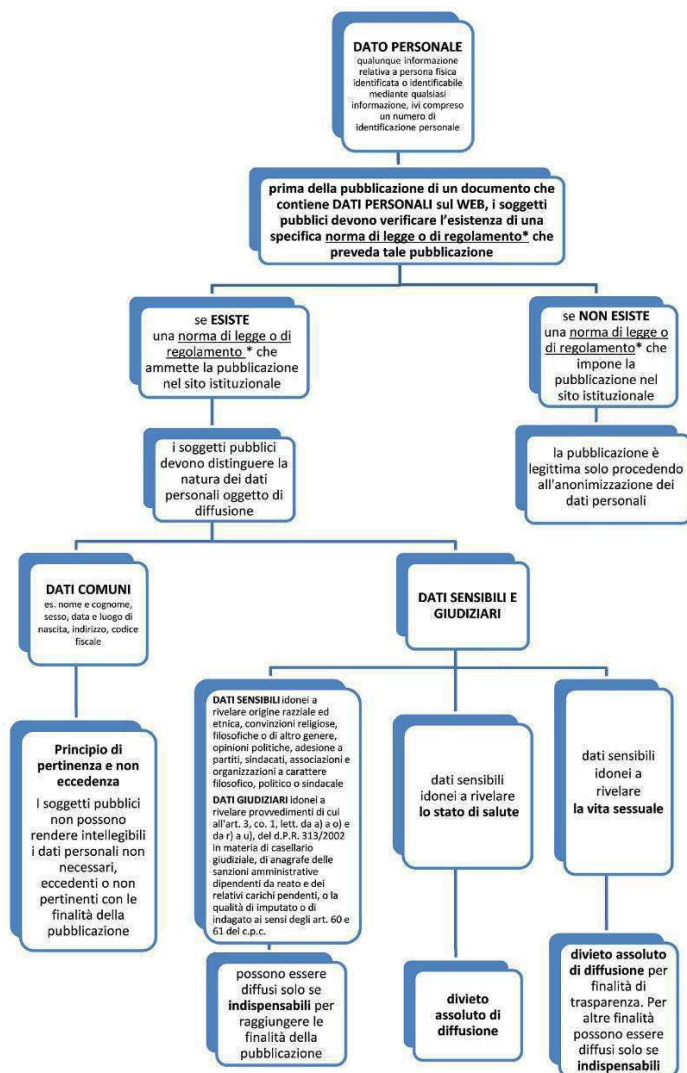 DATO PERSONALE
qualunque informazione
relativa a persona fisica
identificata o identificabile
mediante qualsiasi
informazione, ivi compreso
un numero di
identificazione personale
prima della pubblicazione di un documento che
contiene DATI PERSONALI sul WEB, i soggetti
pubblici devono verificare l'esistenza di una
specifica norma di legge o di regolamento* che
preveda tale pubblicazione
se ESISTE
una norma di legge o di
regolamento * che
ammette la pubblicazione
nel sito istituzionale
se NON ESISTE
una norma di legge o
di regolamento* che
impone la
pubblicazione nel
sito istituzionale
i soggetti pubblici
devono distinguere la
natura dei dati
personali oggetto di
diffusione
la pubblicazione è
legittima solo procedendo
all'anonimizzazione dei
dati personali
DATI COMUNI
es. nome e cognome,
sesso, data e luogo di
nascita, indirizzo, codice
fiscale
DATI SENSIBILI E
GIUDIZIARI
Principio di
pertinenza e non
eccedenza
I soggetti pubblici
non possono
rendere intellegibili
i dati personali non
necessari,
eccedenti o non
pertinenti con le
finalità della
pubblicazione
DATI SENSIBILI idonei a
rivelare origine razziale ed
etnica, convinzioni religiose,
filosofiche o di altro genere,
opinioni politiche, adesione a
partiti, sindacati, associazioni e
organizzazioni a carattere
filosofico, politico o sindacale
DATI GIUDIZIARI idonei a
rivelare provvedimenti di cui
all'art. 3, co. 1, lett. da a) a o) e
da r) a u), del d.P.R. 313/2002
in materia di casellario
giudiziale, di anagrafe delle
sanzioni amministrative
dipendenti da reato e dei
relativi carichi pendenti, o la
qualità di imputato o di
indagato ai sensi degli art. 60 e
61 del c.p.c.
dati sensibili
idonei a rivelare
lo stato di salute
dati sensibili
idonei a
rivelare
la vita sessuale
possono essere
diffusi solo se
indispensabili per
raggiungere le
finalità della
pubblicazione
divieto
assoluto di
diffusione
divieto assoluto
di diffusione per
finalità di
trasparenza. Per
altre finalità
possono essere
diffusi solo se
indispensabili